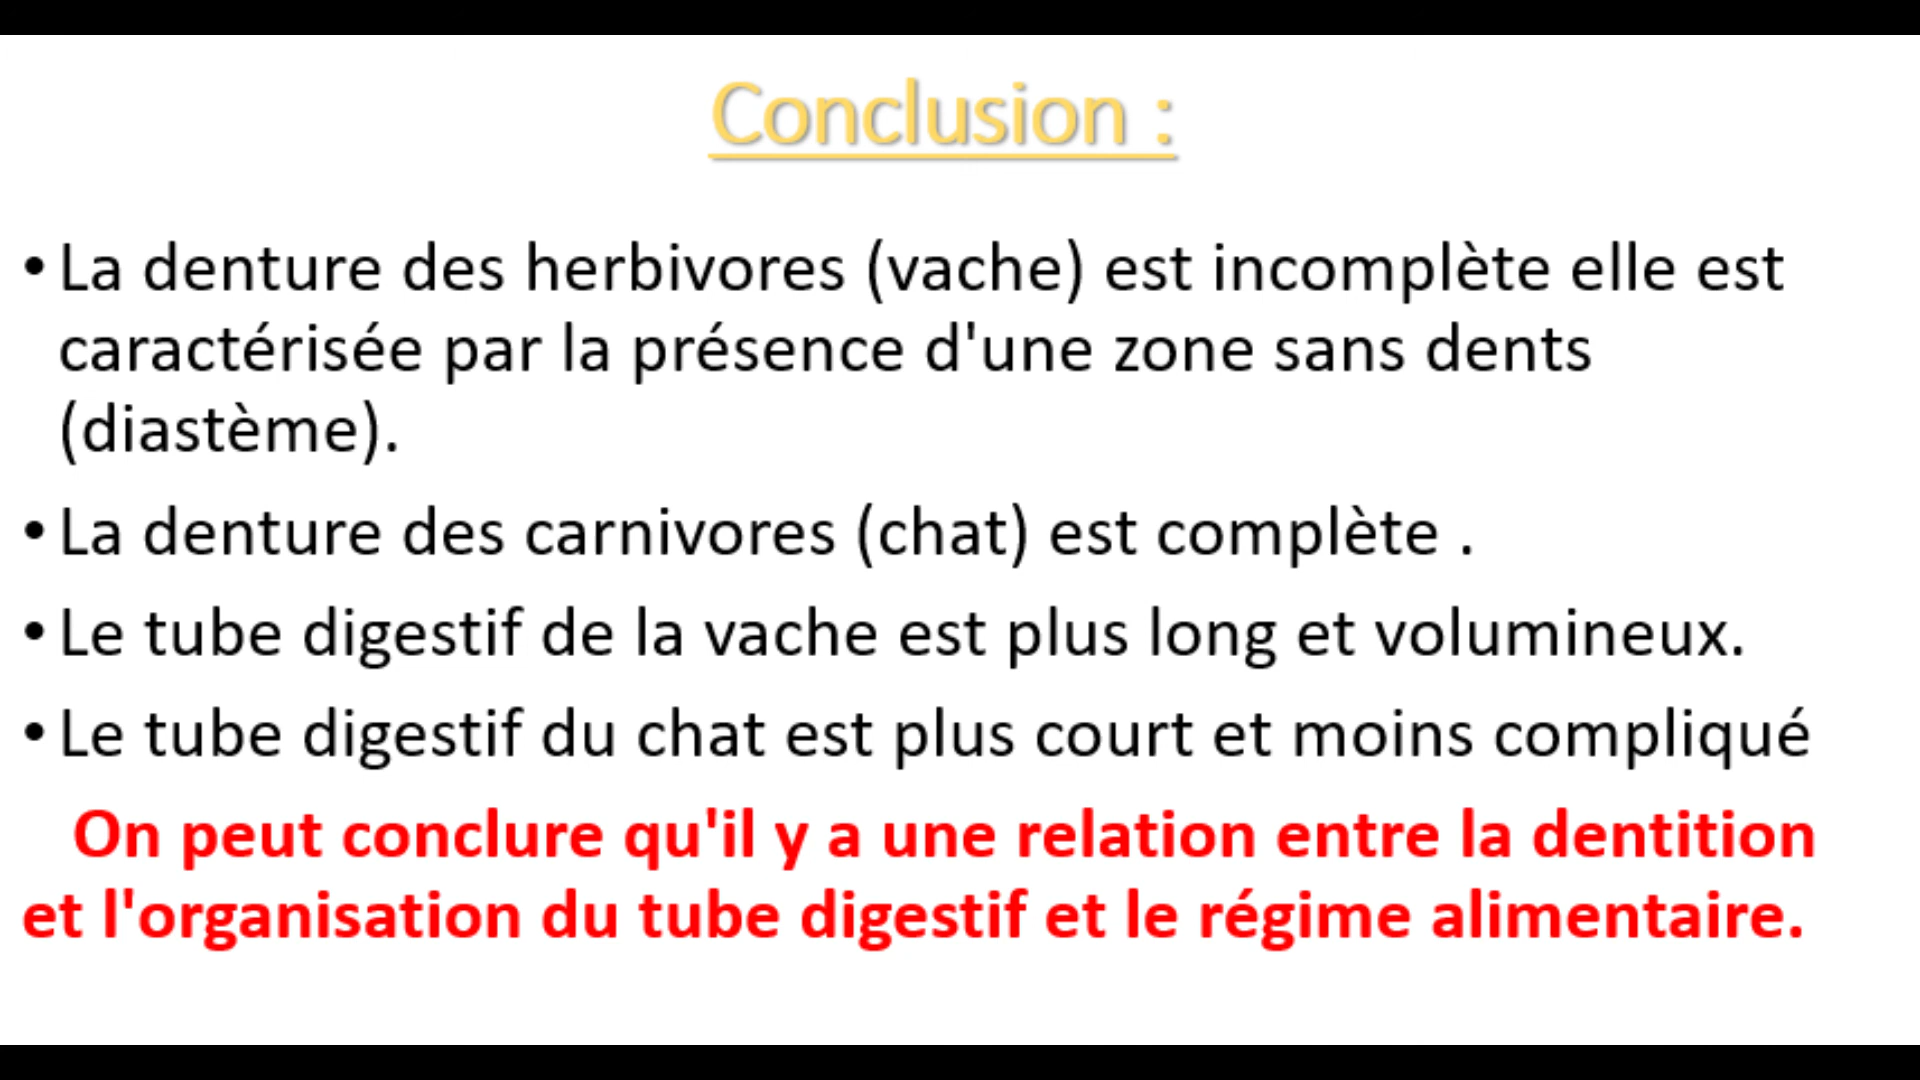 Conclusion :
• La denture des herbivores (vache) est incomplète elle est
caractérisée par la présence d'une zone sans dents
(diastème).
• La denture des carnivores (chat) est complète .
• Le tube digestif de la vache est plus long et volumineux.
• Le tube digestif du chat est plus court et moins compliqué
On peut conclure qu'il y a une relation entre la dentition
et l'organisation du tube digestif et le régime alimentaire.